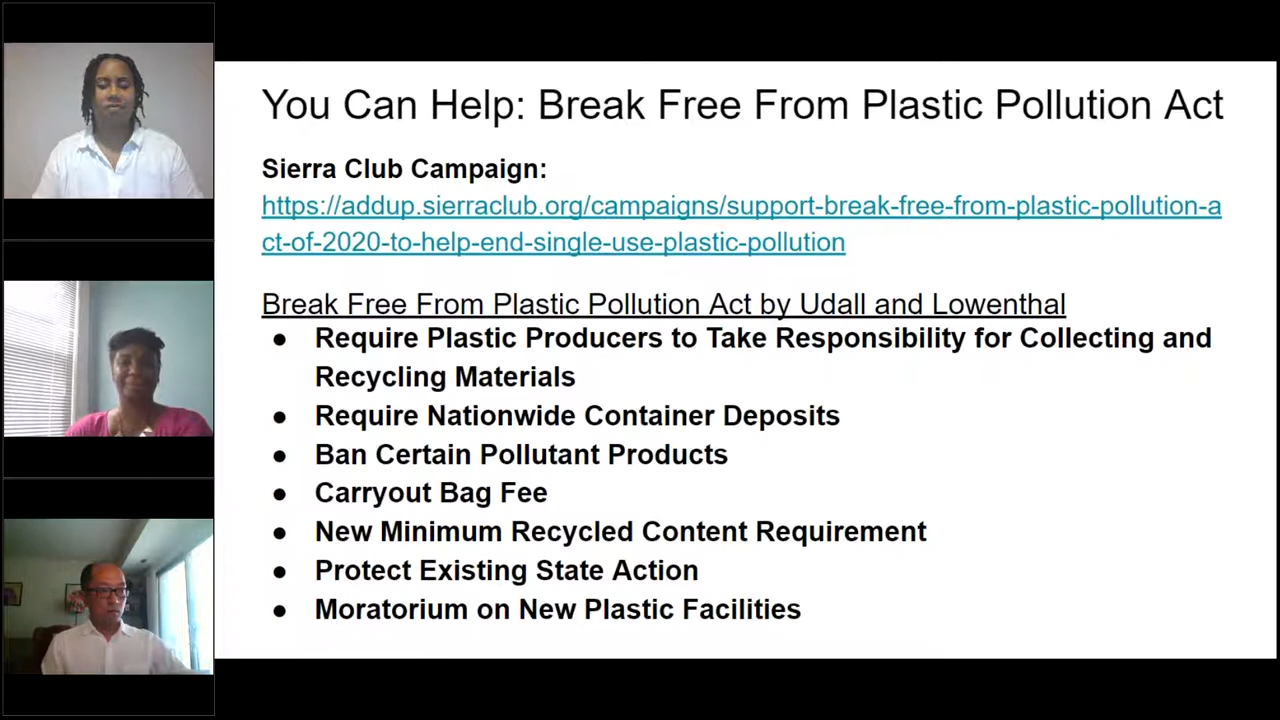 You Can Help: Break Free From Plastic Pollution Act
Sierra Club Campaign:
https://addup.sierraclub.org/campaigns/support-break-free-from-plastic-pollution-a
ct-of-2020-to-help-end-single-use-plastic-pollution
Break Free From Plastic Pollution Act by Udall and Lowenthal
● Require Plastic Producers to Take Responsibility for Collecting and
Recycling Materials
● Require Nationwide Container Deposits
● Ban Certain Pollutant Products
● Carryout Bag Fee
● New Minimum Recycled Content Requirement
● Protect Existing State Action
● Moratorium on New Plastic Facilities